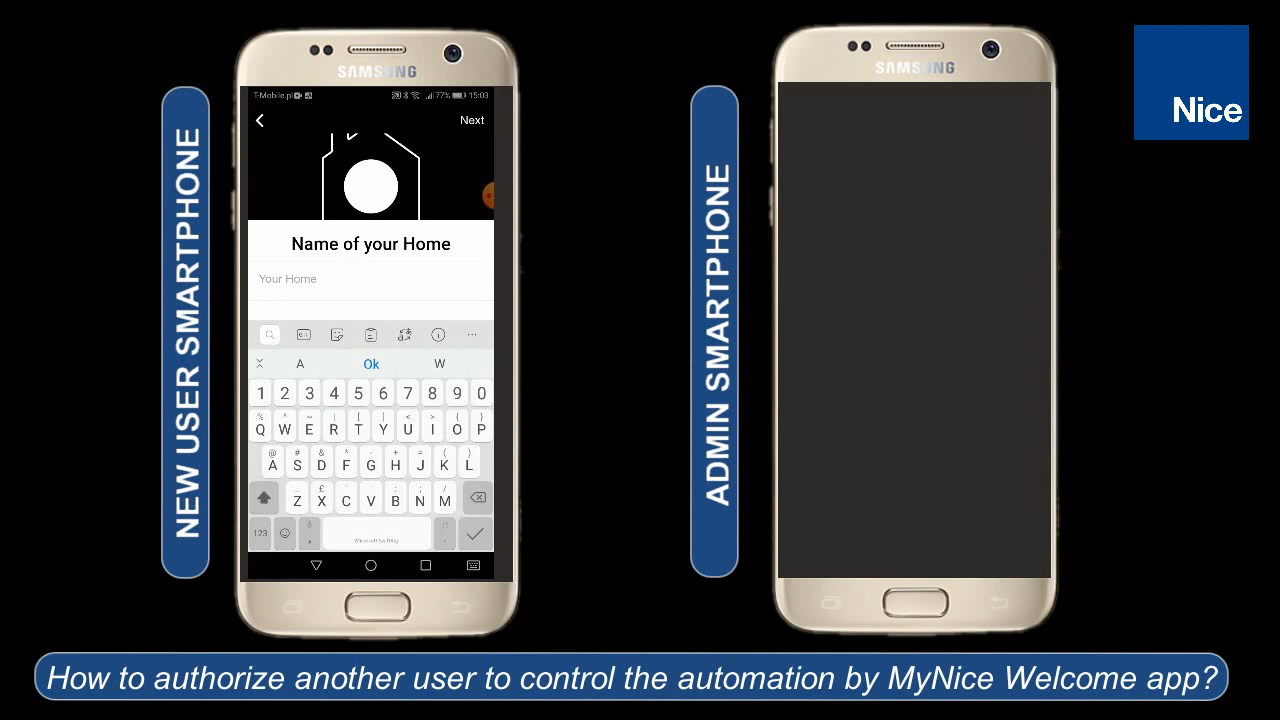 SAMSUNG
T-Mobile.pl
77% 15:03
Next
Name of your Home
Your Home
A Ok W
1 2 3 4 5 6 7 8 9 0
Q W E R T Y U I O P
A S D F G H J K L
Z X C V B N M
123
Microsoft SwiftKey
NEW USER SMARTPHONE
SAMSUNG
ADMIN SMARTPHONE
Nice
How to authorize another user to control the automation by MyNice Welcome app?